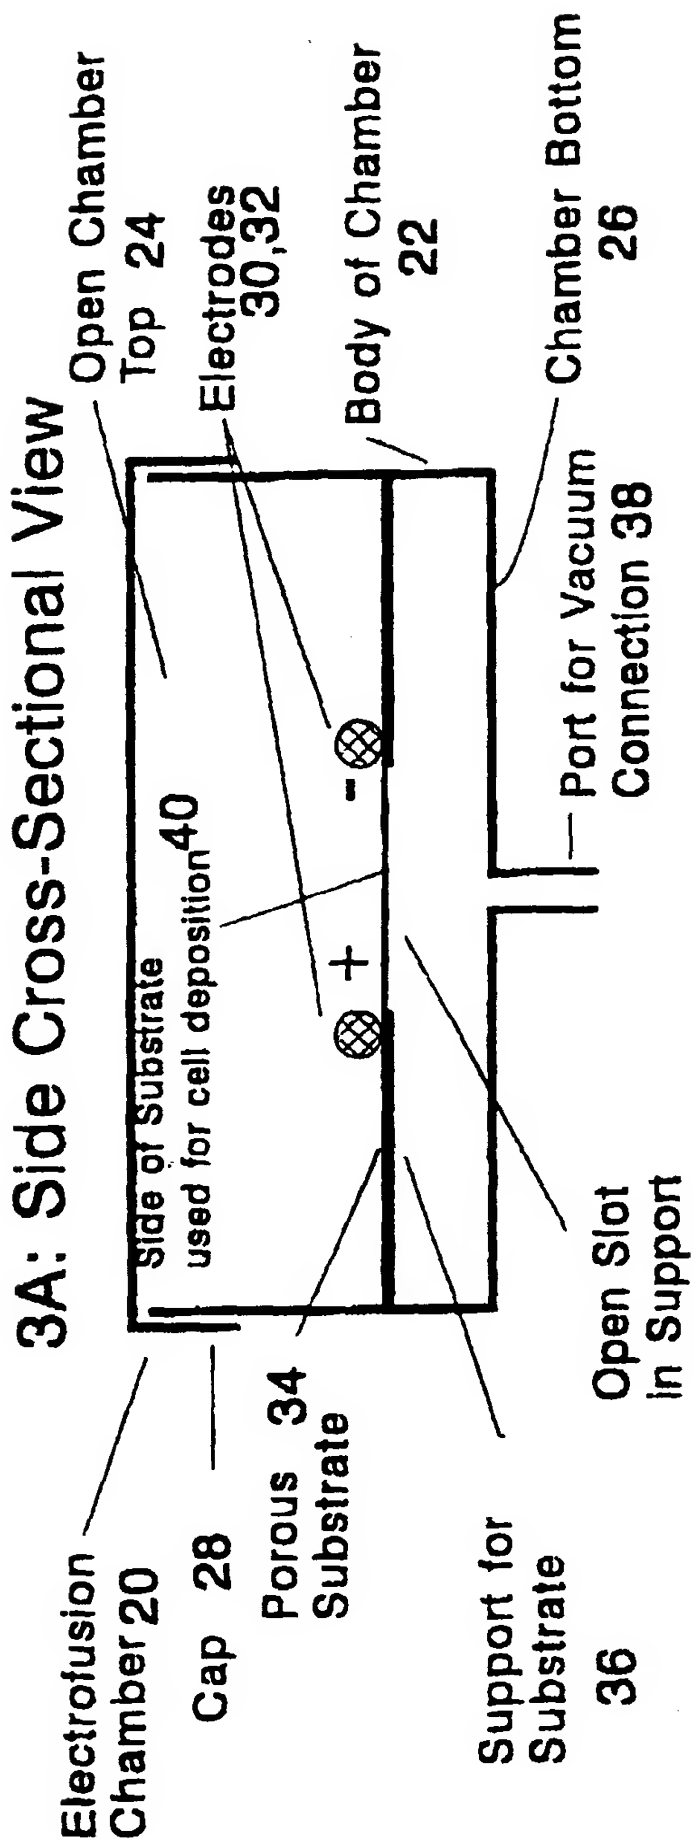 3A: Side Cross-Sectional View
Electrofusion
Chamber 20
Cap 28
Porous 34
Substrate
Support for
Substrate
36
Side of Substrate
used for cell deposition 40
+
-
Open Slot
in Support
Port for Vacuum
Connection 38
Open Chamber
Top 24
Electrodes
30,32
Body of Chamber
22
Chamber Bottom
26